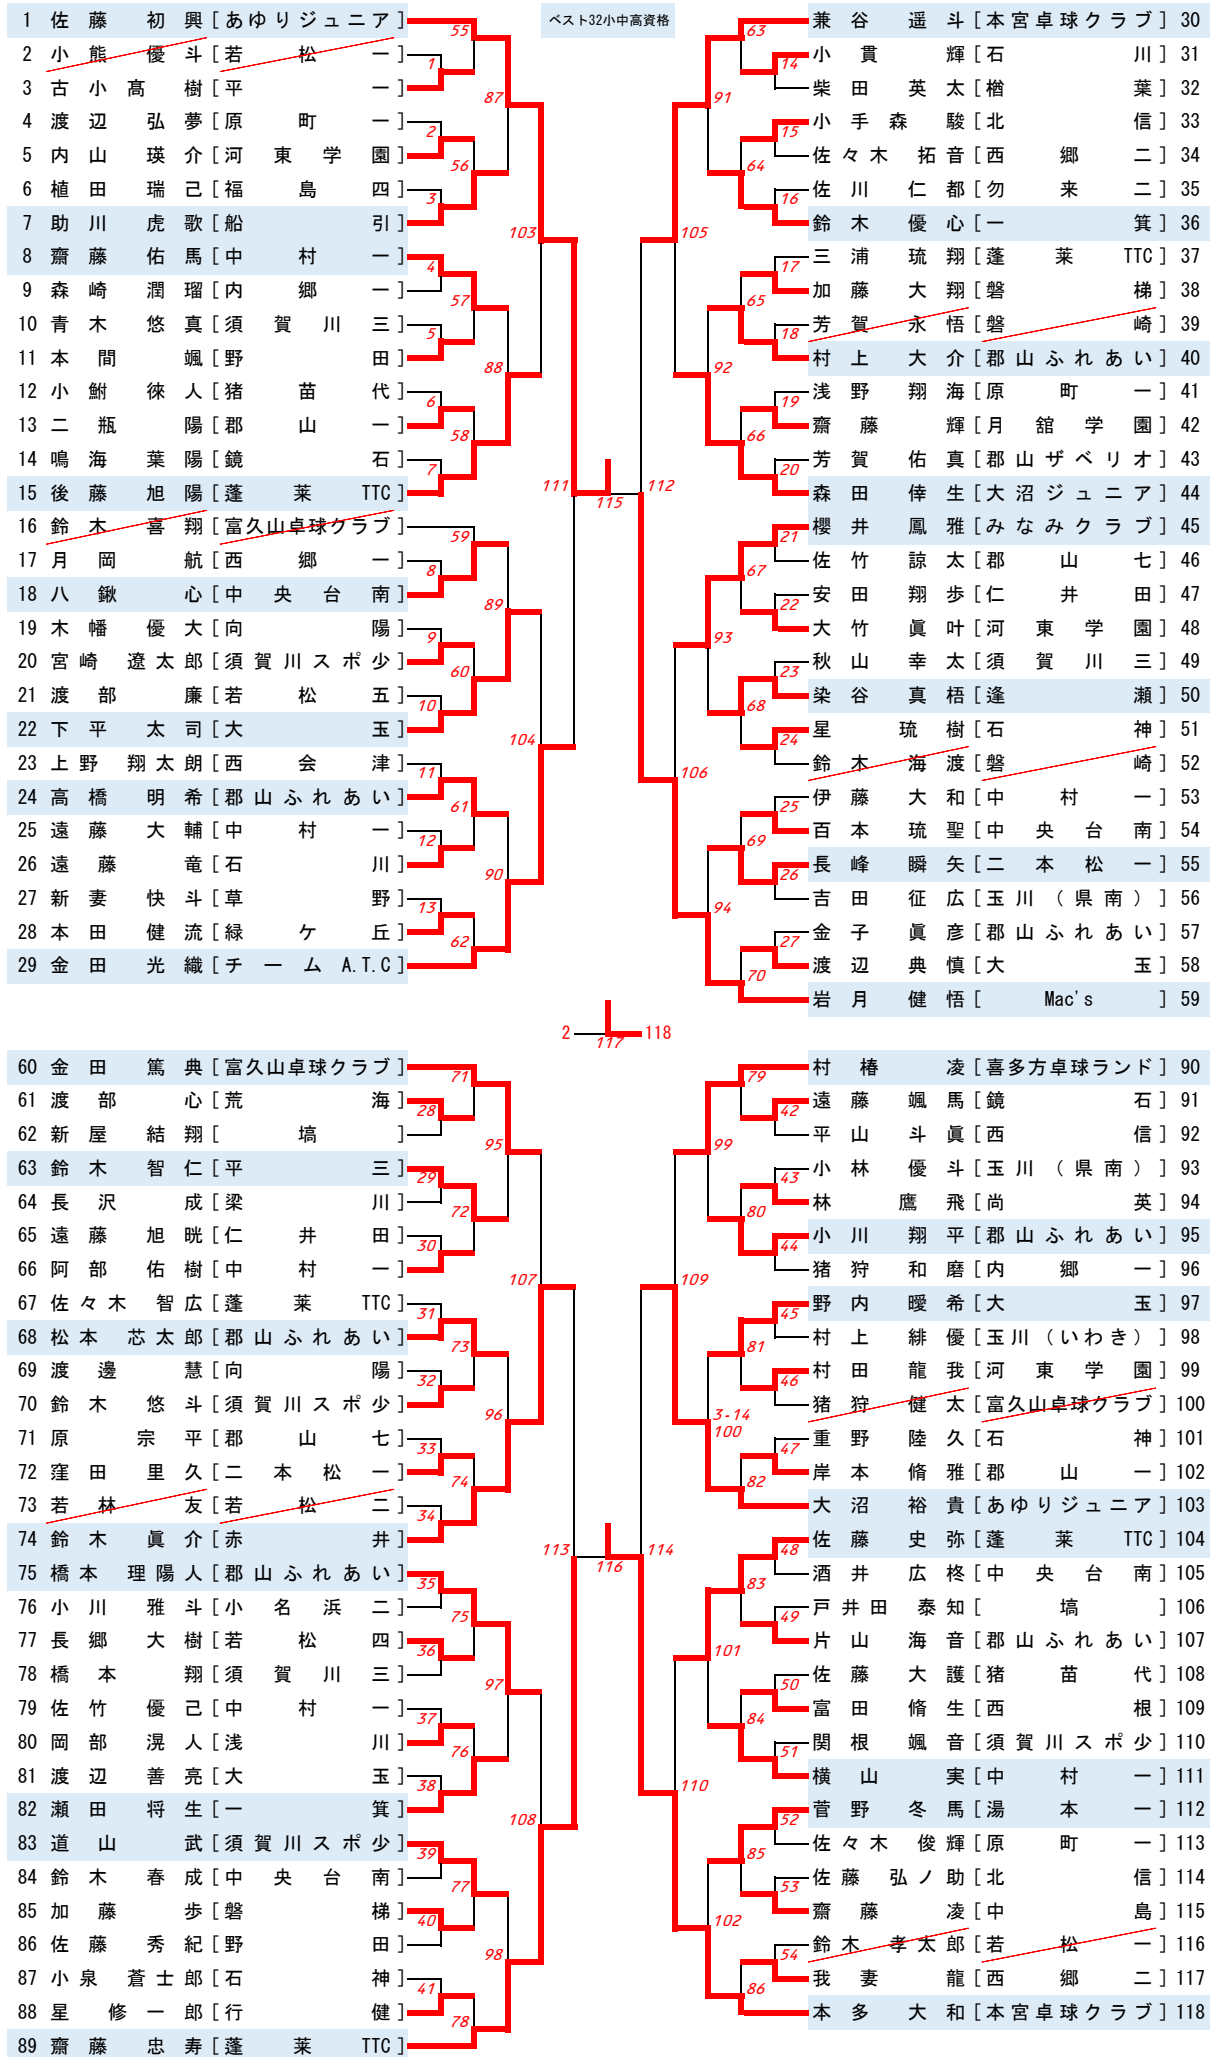 ベスト32小中高資格
1 佐藤 初興 [あゆりジュニア]
2 小熊 優斗 [若松一]
3 古小髙 樹 [平一]
4 渡辺 弘夢 [原町一]
5 内山 瑛介 [河東学園]
6 植田 瑞己 [福島四]
7 助川 虎歌 [船引]
8 齋藤 佑馬 [中村一]
9 森崎 潤瑠 [内郷一]
10 青木 悠真 [須賀川三]
11 本間 颯 [野田]
12 小鮒 徠人 [猪苗代]
13 二瓶 陽 [郡山一]
14 鳴海 葉陽 [鏡石]
15 後藤 旭陽 [蓬莱TTC]
16 鈴木 喜翔 [富久山卓球クラブ]
17 月岡 航 [西郷一]
18 八鍬 心 [中央台南]
19 木幡 優大 [向陽]
20 宮崎 遼太郎 [須賀川スポ少]
21 渡部 廉 [若松五]
22 下平 太司 [大玉]
23 上野 翔太朗 [西会津]
24 高橋 明希 [郡山ふれあい]
25 遠藤 大輔 [中村一]
26 遠藤 竜 [石川]
27 新妻 快斗 [草野]
28 本田 健流 [緑ケ丘]
29 金田 光織 [チームA.T.C]
55
1
87
2
56
3
103
4
57
5
88
6
58
7
111
59
8
89
9
60
10
104
11
61
12
90
13
62
115
兼谷 遥斗 [本宮卓球クラブ] 30
小貫 輝 [石川] 31
柴田 英太 [楢葉] 32
小手森 駿 [北信] 33
佐々木 拓音 [西郷二] 34
佐川 仁都 [勿来二] 35
鈴木 優心 [一箕] 36
三浦 琉翔 [蓬莱TTC] 37
加藤 大翔 [磐梯] 38
芳賀 永悟 [磐崎] 39
村上 大介 [郡山ふれあい] 40
浅野 翔海 [原町一] 41
齋藤 輝 [月舘学園] 42
芳賀 佑真 [郡山ザベリオ] 43
森田 倖生 [大沼ジュニア] 44
櫻井 鳳雅 [みなみクラブ] 45
佐竹 諒太 [郡山七] 46
安田 翔歩 [仁井田] 47
大竹 眞叶 [河東学園] 48
秋山 幸太 [須賀川三] 49
染谷 真梧 [逢瀬] 50
星 琉樹 [石神] 51
鈴木 海渡 [磐崎] 52
伊藤 大和 [中村一] 53
百本 琉聖 [中央台南] 54
長峰 瞬矢 [二本松一] 55
吉田 征広 [玉川（県南）] 56
金子 眞彦 [郡山ふれあい] 57
渡辺 典慎 [大玉] 58
岩月 健悟 [Mac's] 59
63
14
91
15
64
16
105
17
65
18
92
19
66
20
112
21
67
22
93
23
68
24
106
25
69
26
94
27
70
2
117
118
60 金田 篤典 [富久山卓球クラブ]
61 渡部 心 [荒海]
62 新屋 結翔 [塙]
63 鈴木 智仁 [平三]
64 長沢 成 [梁川]
65 遠藤 旭晄 [仁井田]
66 阿部 佑樹 [中村一]
67 佐々木 智広 [蓬莱TTC]
68 松本 芯太郎 [郡山ふれあい]
69 渡邊 慧 [向陽]
70 鈴木 悠斗 [須賀川スポ少]
71 原 宗平 [郡山七]
72 窪田 里久 [二本松一]
73 若林 友 [若松二]
74 鈴木 眞介 [赤井]
75 橋本 理陽人 [郡山ふれあい]
76 小川 雅斗 [小名浜二]
77 長郷 大樹 [若松四]
78 橋本 翔 [須賀川三]
79 佐竹 優己 [中村一]
80 岡部 滉人 [浅川]
81 渡辺 善亮 [大玉]
82 瀬田 将生 [一箕]
83 道山 武 [須賀川スポ少]
84 鈴木 春成 [中央台南]
85 加藤 歩 [磐梯]
86 佐藤 秀紀 [野田]
87 小泉 蒼士郎 [石神]
88 星 修一郎 [行健]
89 齋藤 忠寿 [蓬莱TTC]
71
28
95
29
72
30
107
31
73
32
96
33
74
34
113
35
75
36
97
37
76
38
108
39
77
40
98
41
78
116
村椿 凌 [喜多方卓球ランド] 90
遠藤 颯馬 [鏡石] 91
平山 斗眞 [西信] 92
小林 優斗 [玉川（県南）] 93
林 鷹飛 [尚英] 94
小川 翔平 [郡山ふれあい] 95
猪狩 和磨 [内郷一] 96
野内 暖希 [大玉] 97
村上 緋優 [玉川（いわき）] 98
村田 龍我 [河東学園] 99
猪狩 健太 [富久山卓球クラブ] 100
重野 陸久 [石神] 101
岸本 脩雅 [郡山一] 102
大沼 裕貴 [あゆりジュニア] 103
佐藤 史弥 [蓬莱TTC] 104
酒井 広柊 [中央台南] 105
戸井田 泰知 [塙] 106
片山 海音 [郡山ふれあい] 107
佐藤 大護 [猪苗代] 108
富田 脩生 [西根] 109
関根 颯音 [須賀川スポ少] 110
横山 実 [中村一] 111
菅野 冬馬 [湯本一] 112
佐々木 俊輝 [原町一] 113
佐藤 弘ノ助 [北信] 114
齋藤 凌 [中島] 115
鈴木 孝太郎 [若松一] 116
我妻 龍 [西郷二] 117
本多 大和 [本宮卓球クラブ] 118
79
42
99
43
80
44
109
45
81
46
3-14
100
47
82
114
48
83
49
101
50
84
51
110
52
85
53
102
54
86